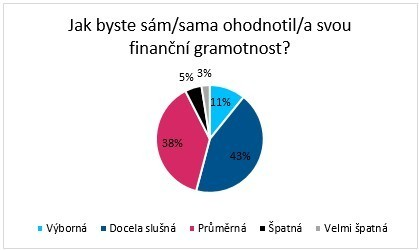 Jak byste sám/sama ohodnotil/a svou
finanční gramotnost?
3%
5%
11%
38%
43%
Výborná Docela slušná Průměrná Špatná Velmi špatná